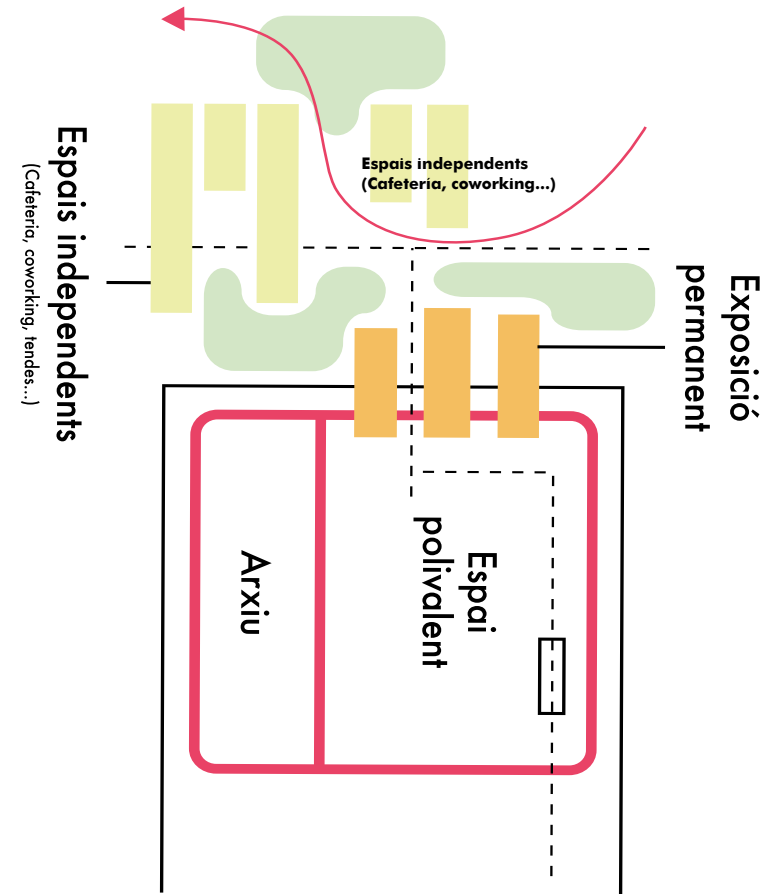 Espais independents
(Cafeteria, coworking...)
Espais independents
(Cafeteria, coworking, tendes...)
Exposició
permanent
Arxiu
Espai
polivalent